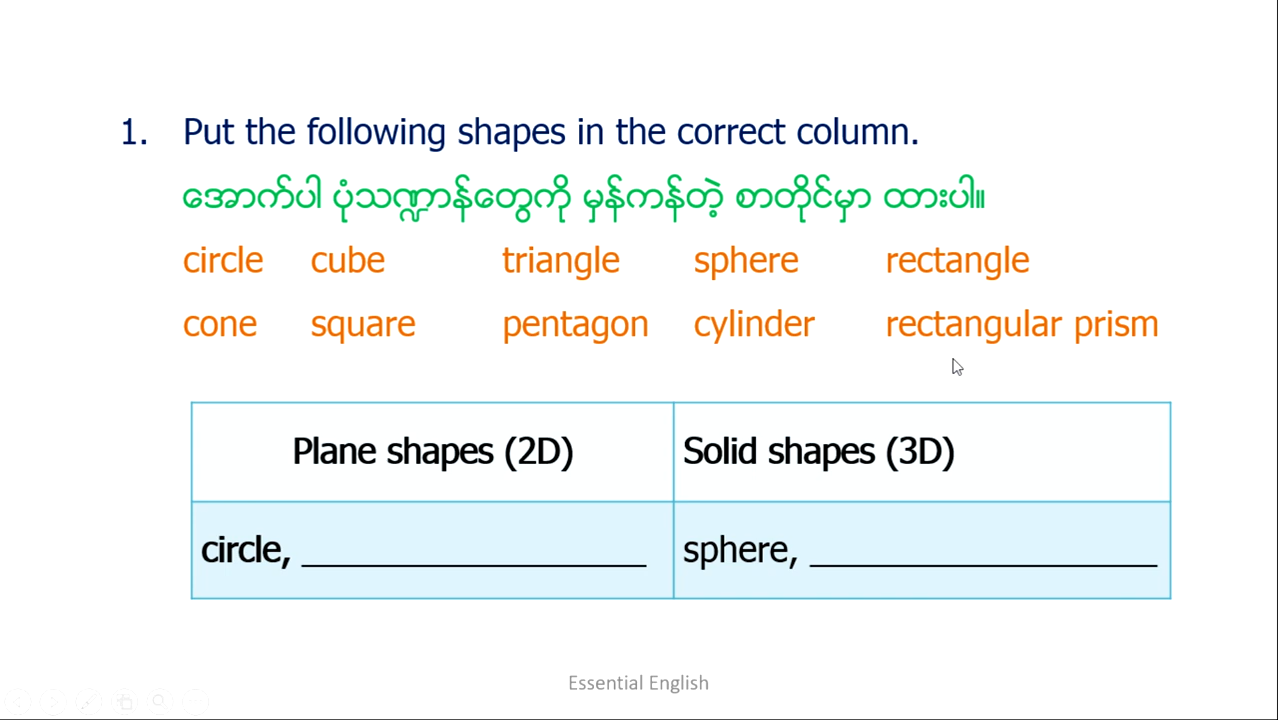 1. Put the following shapes in the correct column.
အောက်ပါ ပုံသဏ္ဍာန်တွေကို မှန်ကန်တဲ့ စာတိုင်မှာ ထားပါ။
circle cube triangle sphere rectangle
cone square pentagon cylinder rectangular prism
Plane shapes (2D) Solid shapes (3D)
circle, ____________________ sphere, ____________________
Essential English